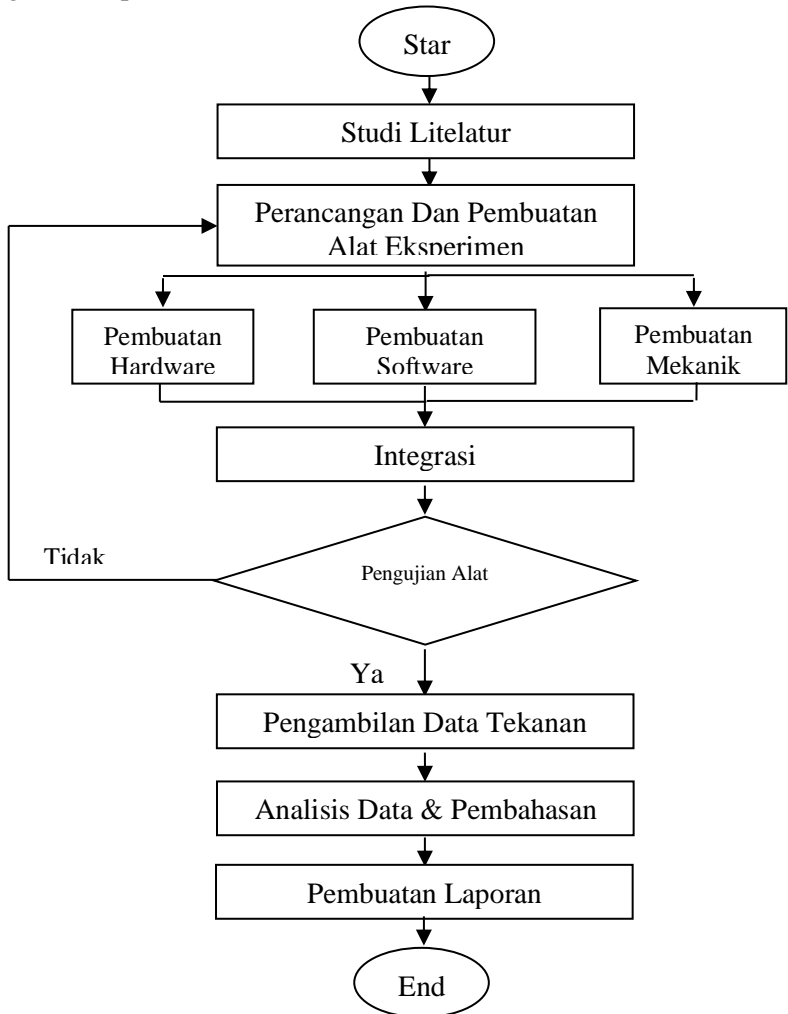 Star
Studi Litelatur
Perancangan Dan Pembuatan
Alat Eksperimen
Pembuatan
Hardware
Pembuatan
Software
Pembuatan
Mekanik
Integrasi
Tidak
Pengujian Alat
Ya
Pengambilan Data Tekanan
Analisis Data & Pembahasan
Pembuatan Laporan
End